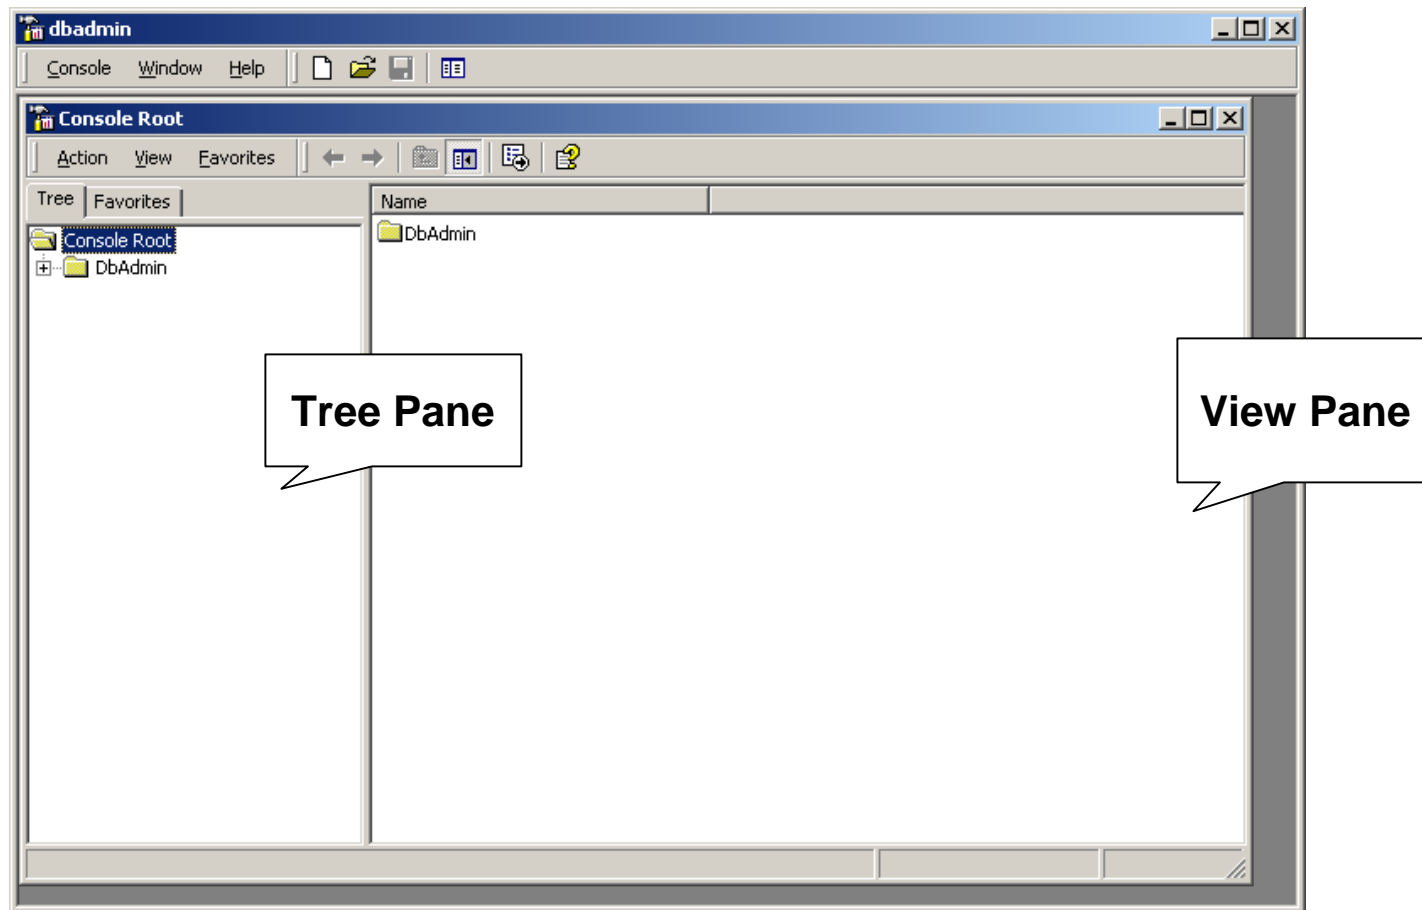 dbadmin
Console Window Help
Console Root
Action View Favorites
Tree Favorites Name
Console Root DbAdmin
DbAdmin
Tree Pane View Pane